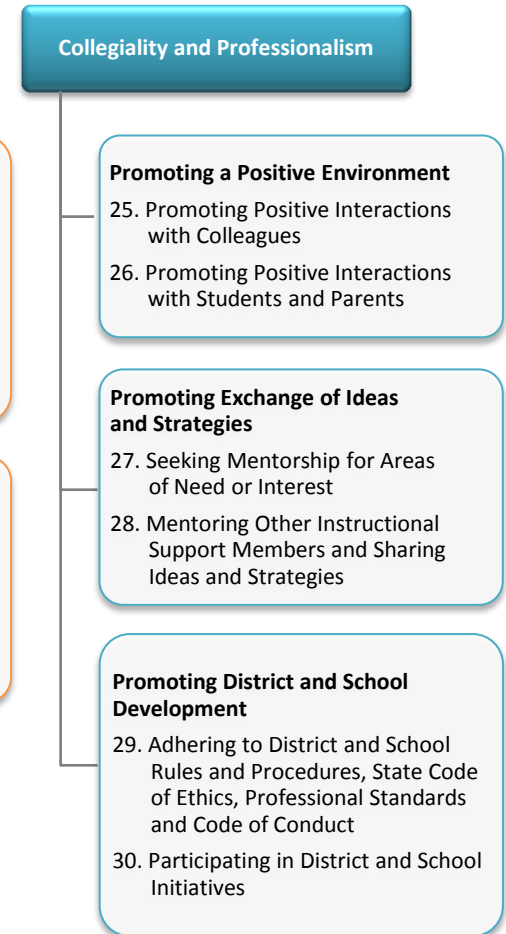 Collegiality and Professionalism
Promoting a Positive Environment
25. Promoting Positive Interactions
with Colleagues
26. Promoting Positive Interactions
with Students and Parents
Promoting Exchange of Ideas
and Strategies
27. Seeking Mentorship for Areas
of Need or Interest
28. Mentoring Other Instructional
Support Members and Sharing
Ideas and Strategies
Promoting District and School
Development
29. Adhering to District and School
Rules and Procedures, State Code
of Ethics, Professional Standards
and Code of Conduct
30. Participating in District and School
Initiatives